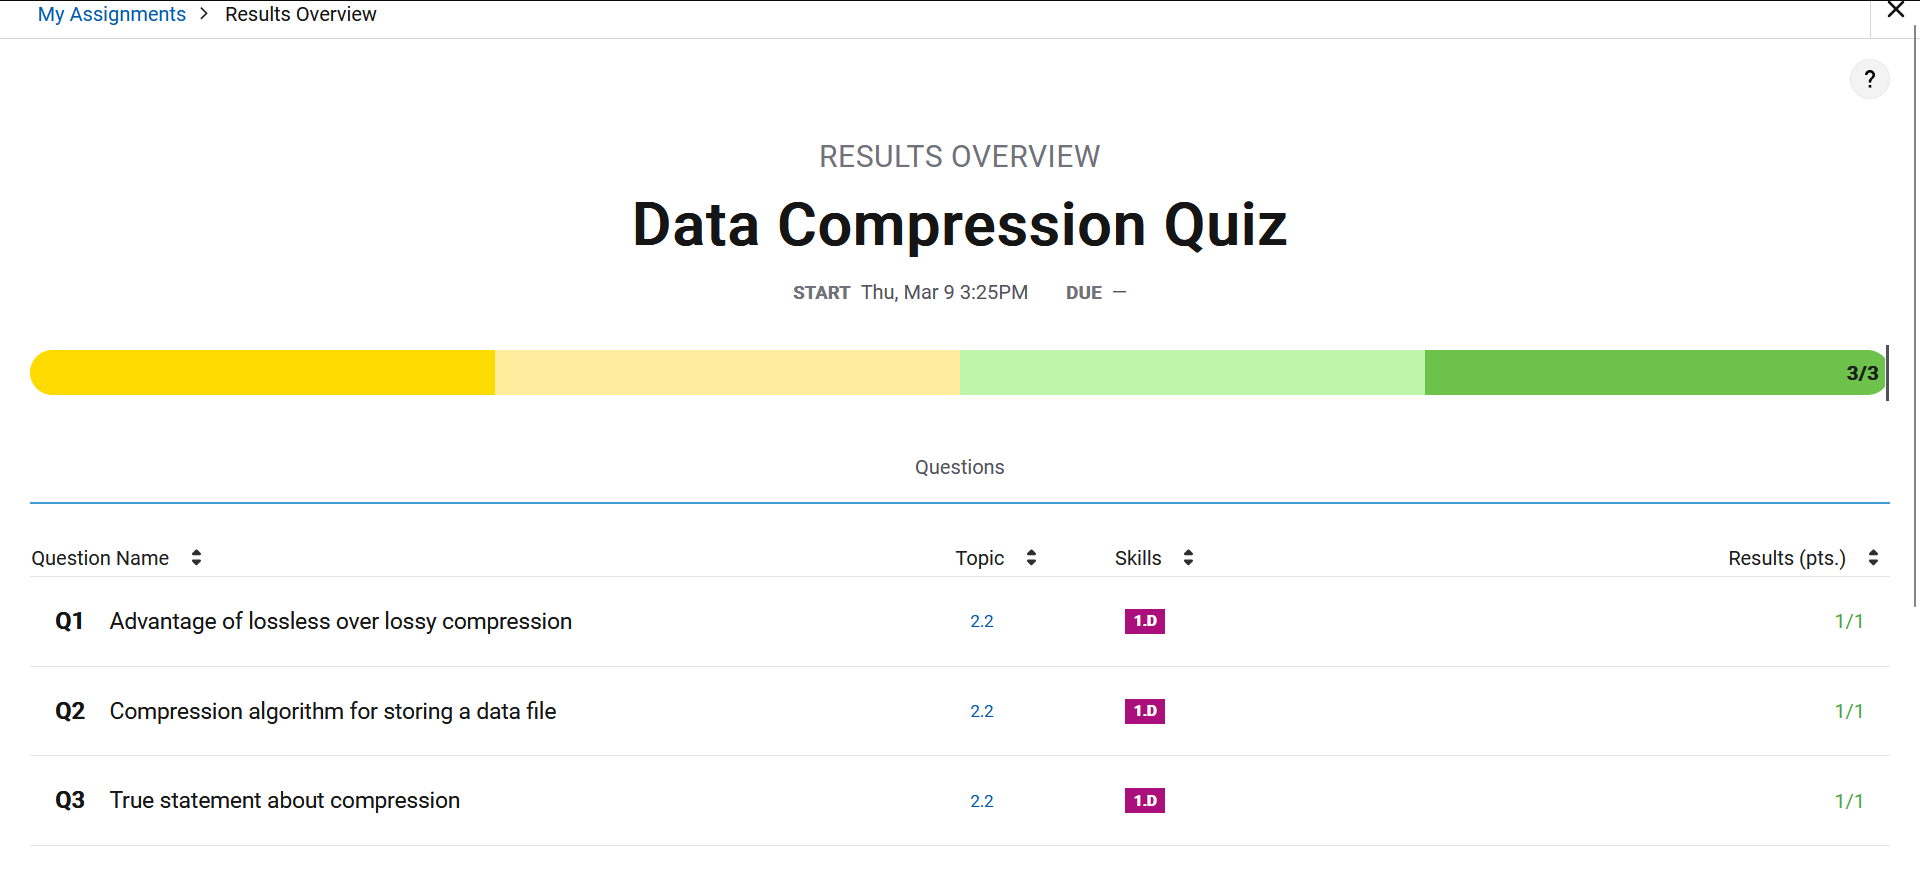 My Assignments > Results Overview
?
RESULTS OVERVIEW
Data Compression Quiz
START Thu, Mar 9 3:25PM DUE —
3/3
Questions
Question Name Topic Skills Results (pts.)
Q1 Advantage of lossless over lossy compression 2.2 1.D 1/1
Q2 Compression algorithm for storing a data file 2.2 1.D 1/1
Q3 True statement about compression 2.2 1.D 1/1